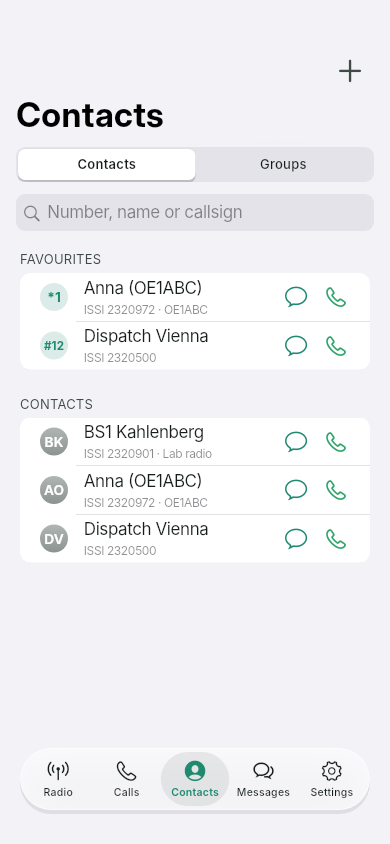 Contacts
Contacts Groups
Number, name or callsign
FAVOURITES
*1 Anna (OE1ABC)
ISSI 2320972 · OE1ABC
#12 Dispatch Vienna
ISSI 2320500
CONTACTS
BK BS1 Kahlenberg
ISSI 2320901 · Lab radio
AO Anna (OE1ABC)
ISSI 2320972 · OE1ABC
DV Dispatch Vienna
ISSI 2320500
Radio Calls Contacts Messages Settings